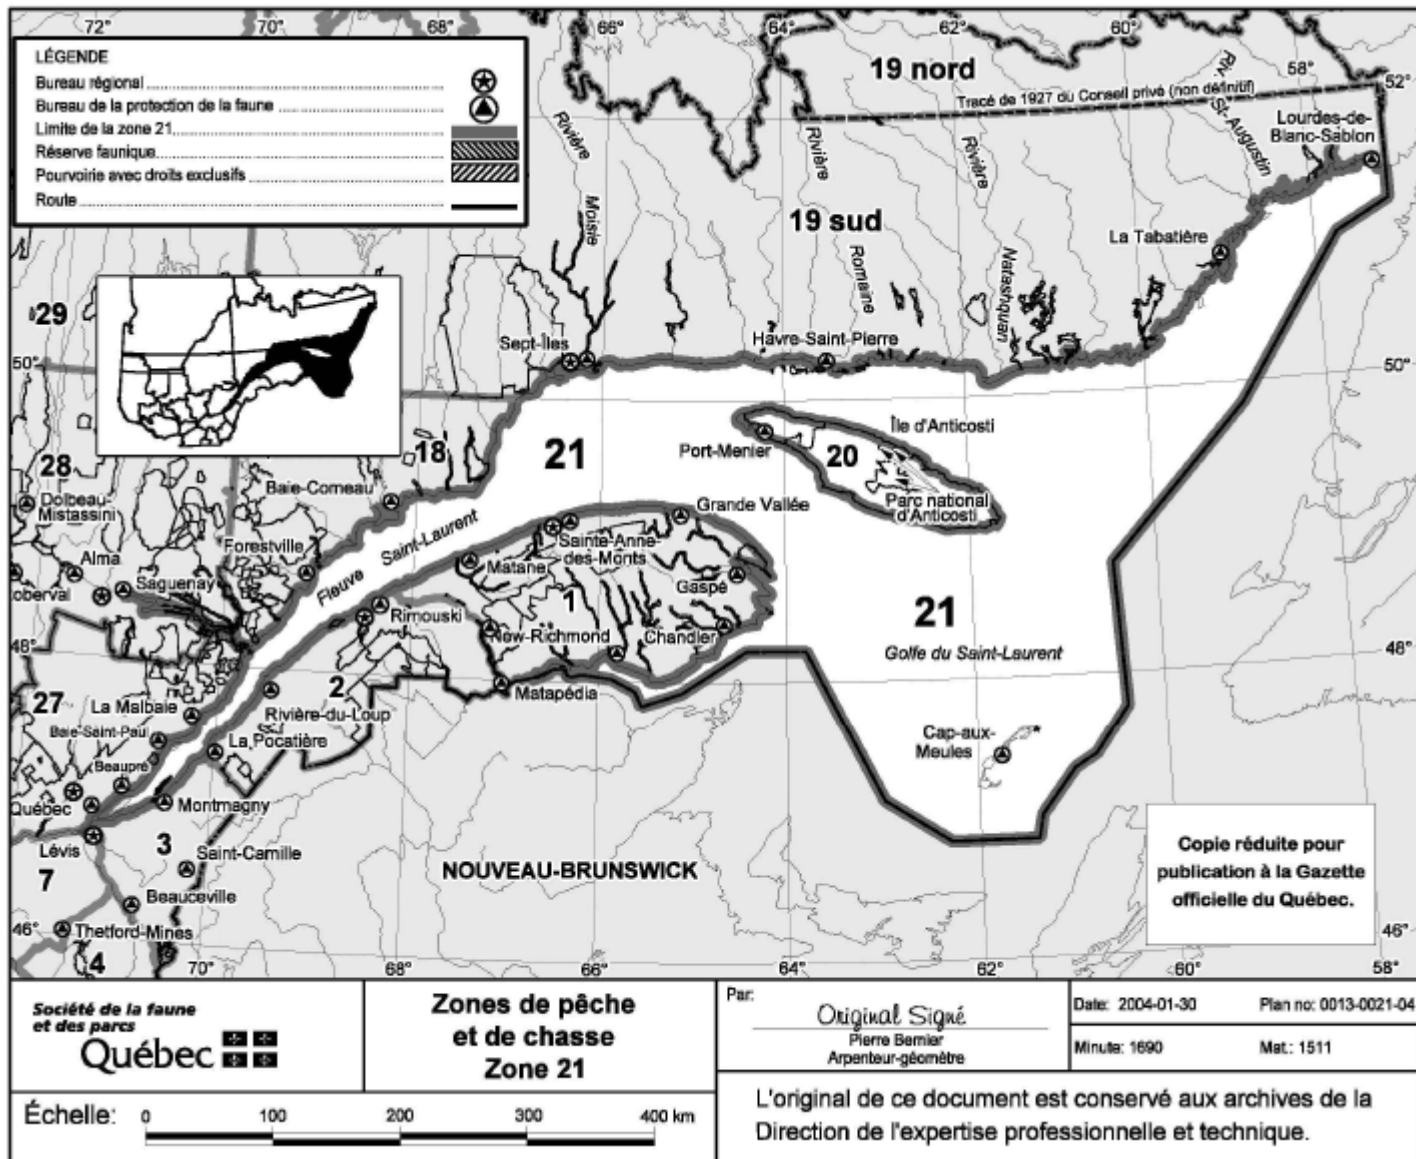 72°
70°
66°
64°
62°
60°
58°
52°
LÉGENDE
Bureau régional
Bureau de la protection de la faune
Limite de la zone 21
Réserve faunique
Pourvoirie avec droits exclusifs
Route
19 nord
Tracé de 1927 du Conseil privé (non définitif)
Riv. St-Augustin
Lourdes-de-
Blanc-Sablon
Rivière Moisie
Rivière Romaine
Rivière Natashquan
19 sud
La Tabatière
29
50°
Sept-Îles
Havre-Saint-Pierre
50°
28
18
21
Île d'Anticosti
Port-Menier
20
Parc national
d'Anticosti
Baie-Comeau
Dolbeau-
Mistassini
Grande Vallée
Fleuve Saint-Laurent
Sainte-Anne-
des-Monts
Forestville
Alma
Matane
Gaspé
oberval
Saguenay
1
21
Rimouski
New-Richmond
Chandler
Golfe du Saint-Laurent
48°
48°
27
2
Matapédia
La Malbaie
Rivière-du-Loup
Baie-Saint-Paul
La Pocatière
Cap-aux-
Meules
Beaupré
Québec
Montmagny
Lévis
3
Saint-Camille
7
NOUVEAU-BRUNSWICK
Beauceville
Copie réduite pour
publication à la Gazette
officielle du Québec.
46°
Thetford-Mines
46°
4
70°
68°
66°
64°
62°
60°
58°
Société de la faune
et des parcs
Québec
Zones de pêche
et de chasse
Zone 21
Par:
Original Signé
Pierre Bernier
Arpenteur-géomètre
Date: 2004-01-30
Plan no: 0013-0021-04
Minute: 1690
Mat.: 1511
Échelle:
0 100 200 300 400 km
L'original de ce document est conservé aux archives de la
Direction de l'expertise professionnelle et technique.